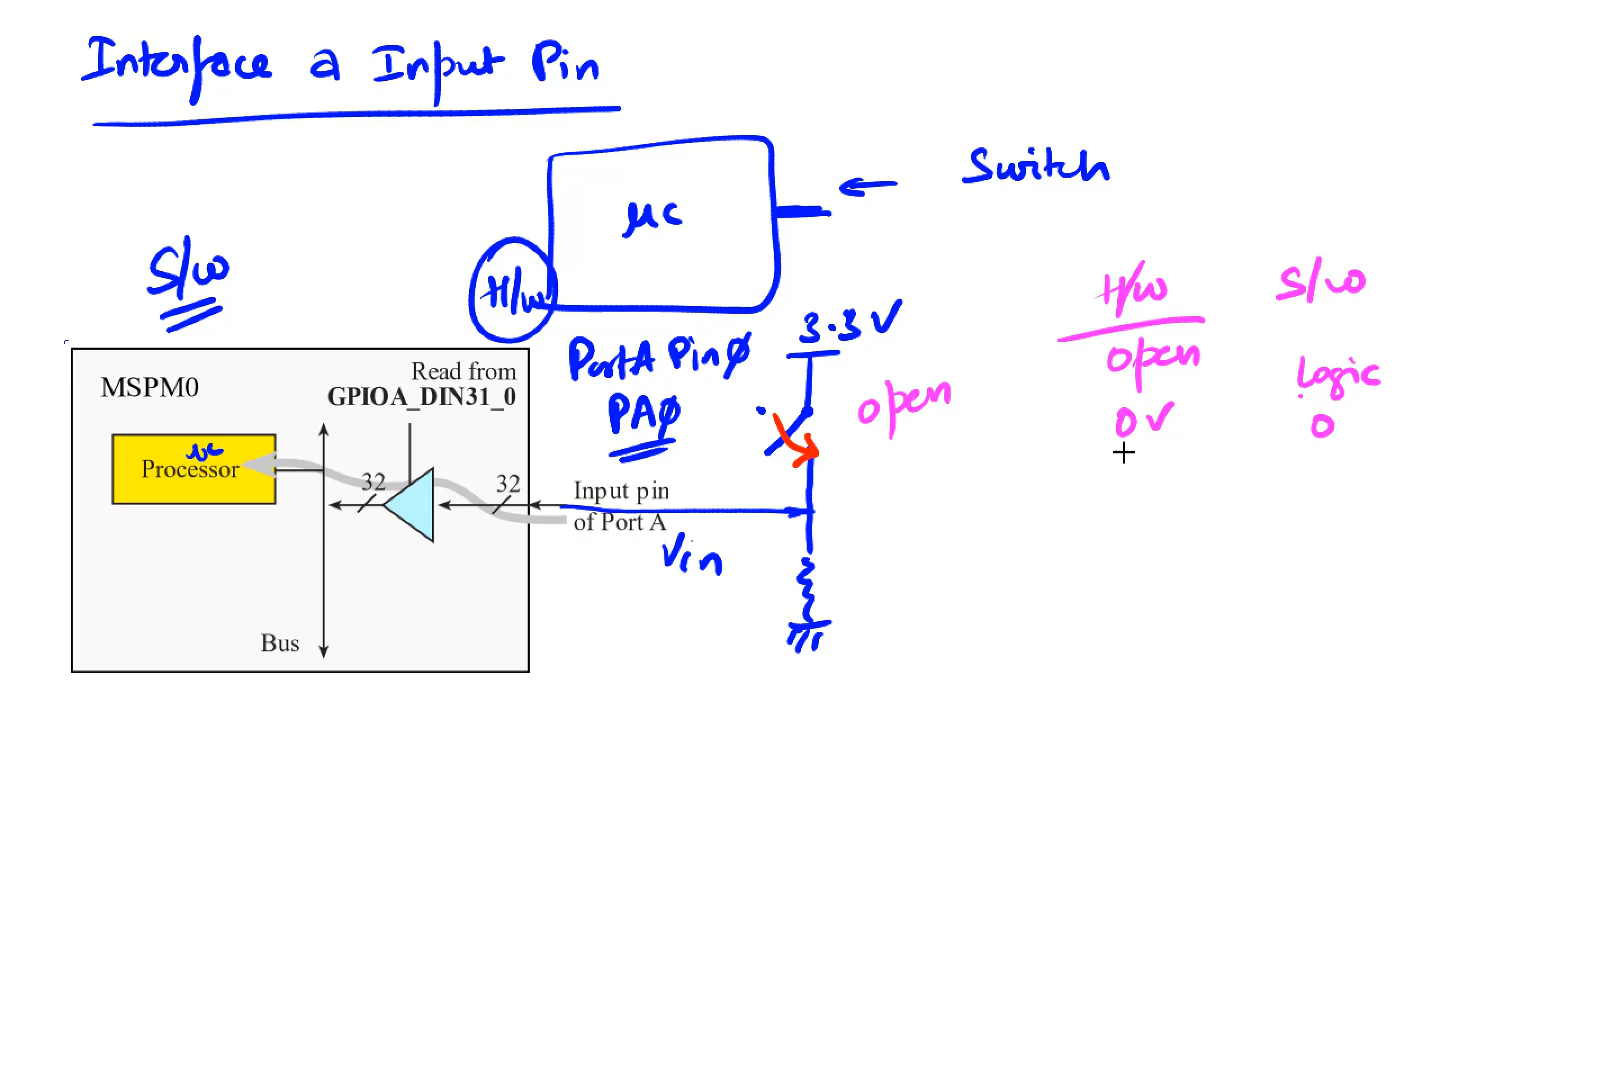 Interface a Input Pin
Switch
μC
S/W
H/W
H/W S/W
3.3V
Port A Pin 0
PA0
open
open
logic
0V 0
MSPM0
Read from
GPIOA_DIN31_0
μC
Processor
32
32
Input pin
of Port A
Vin
Bus